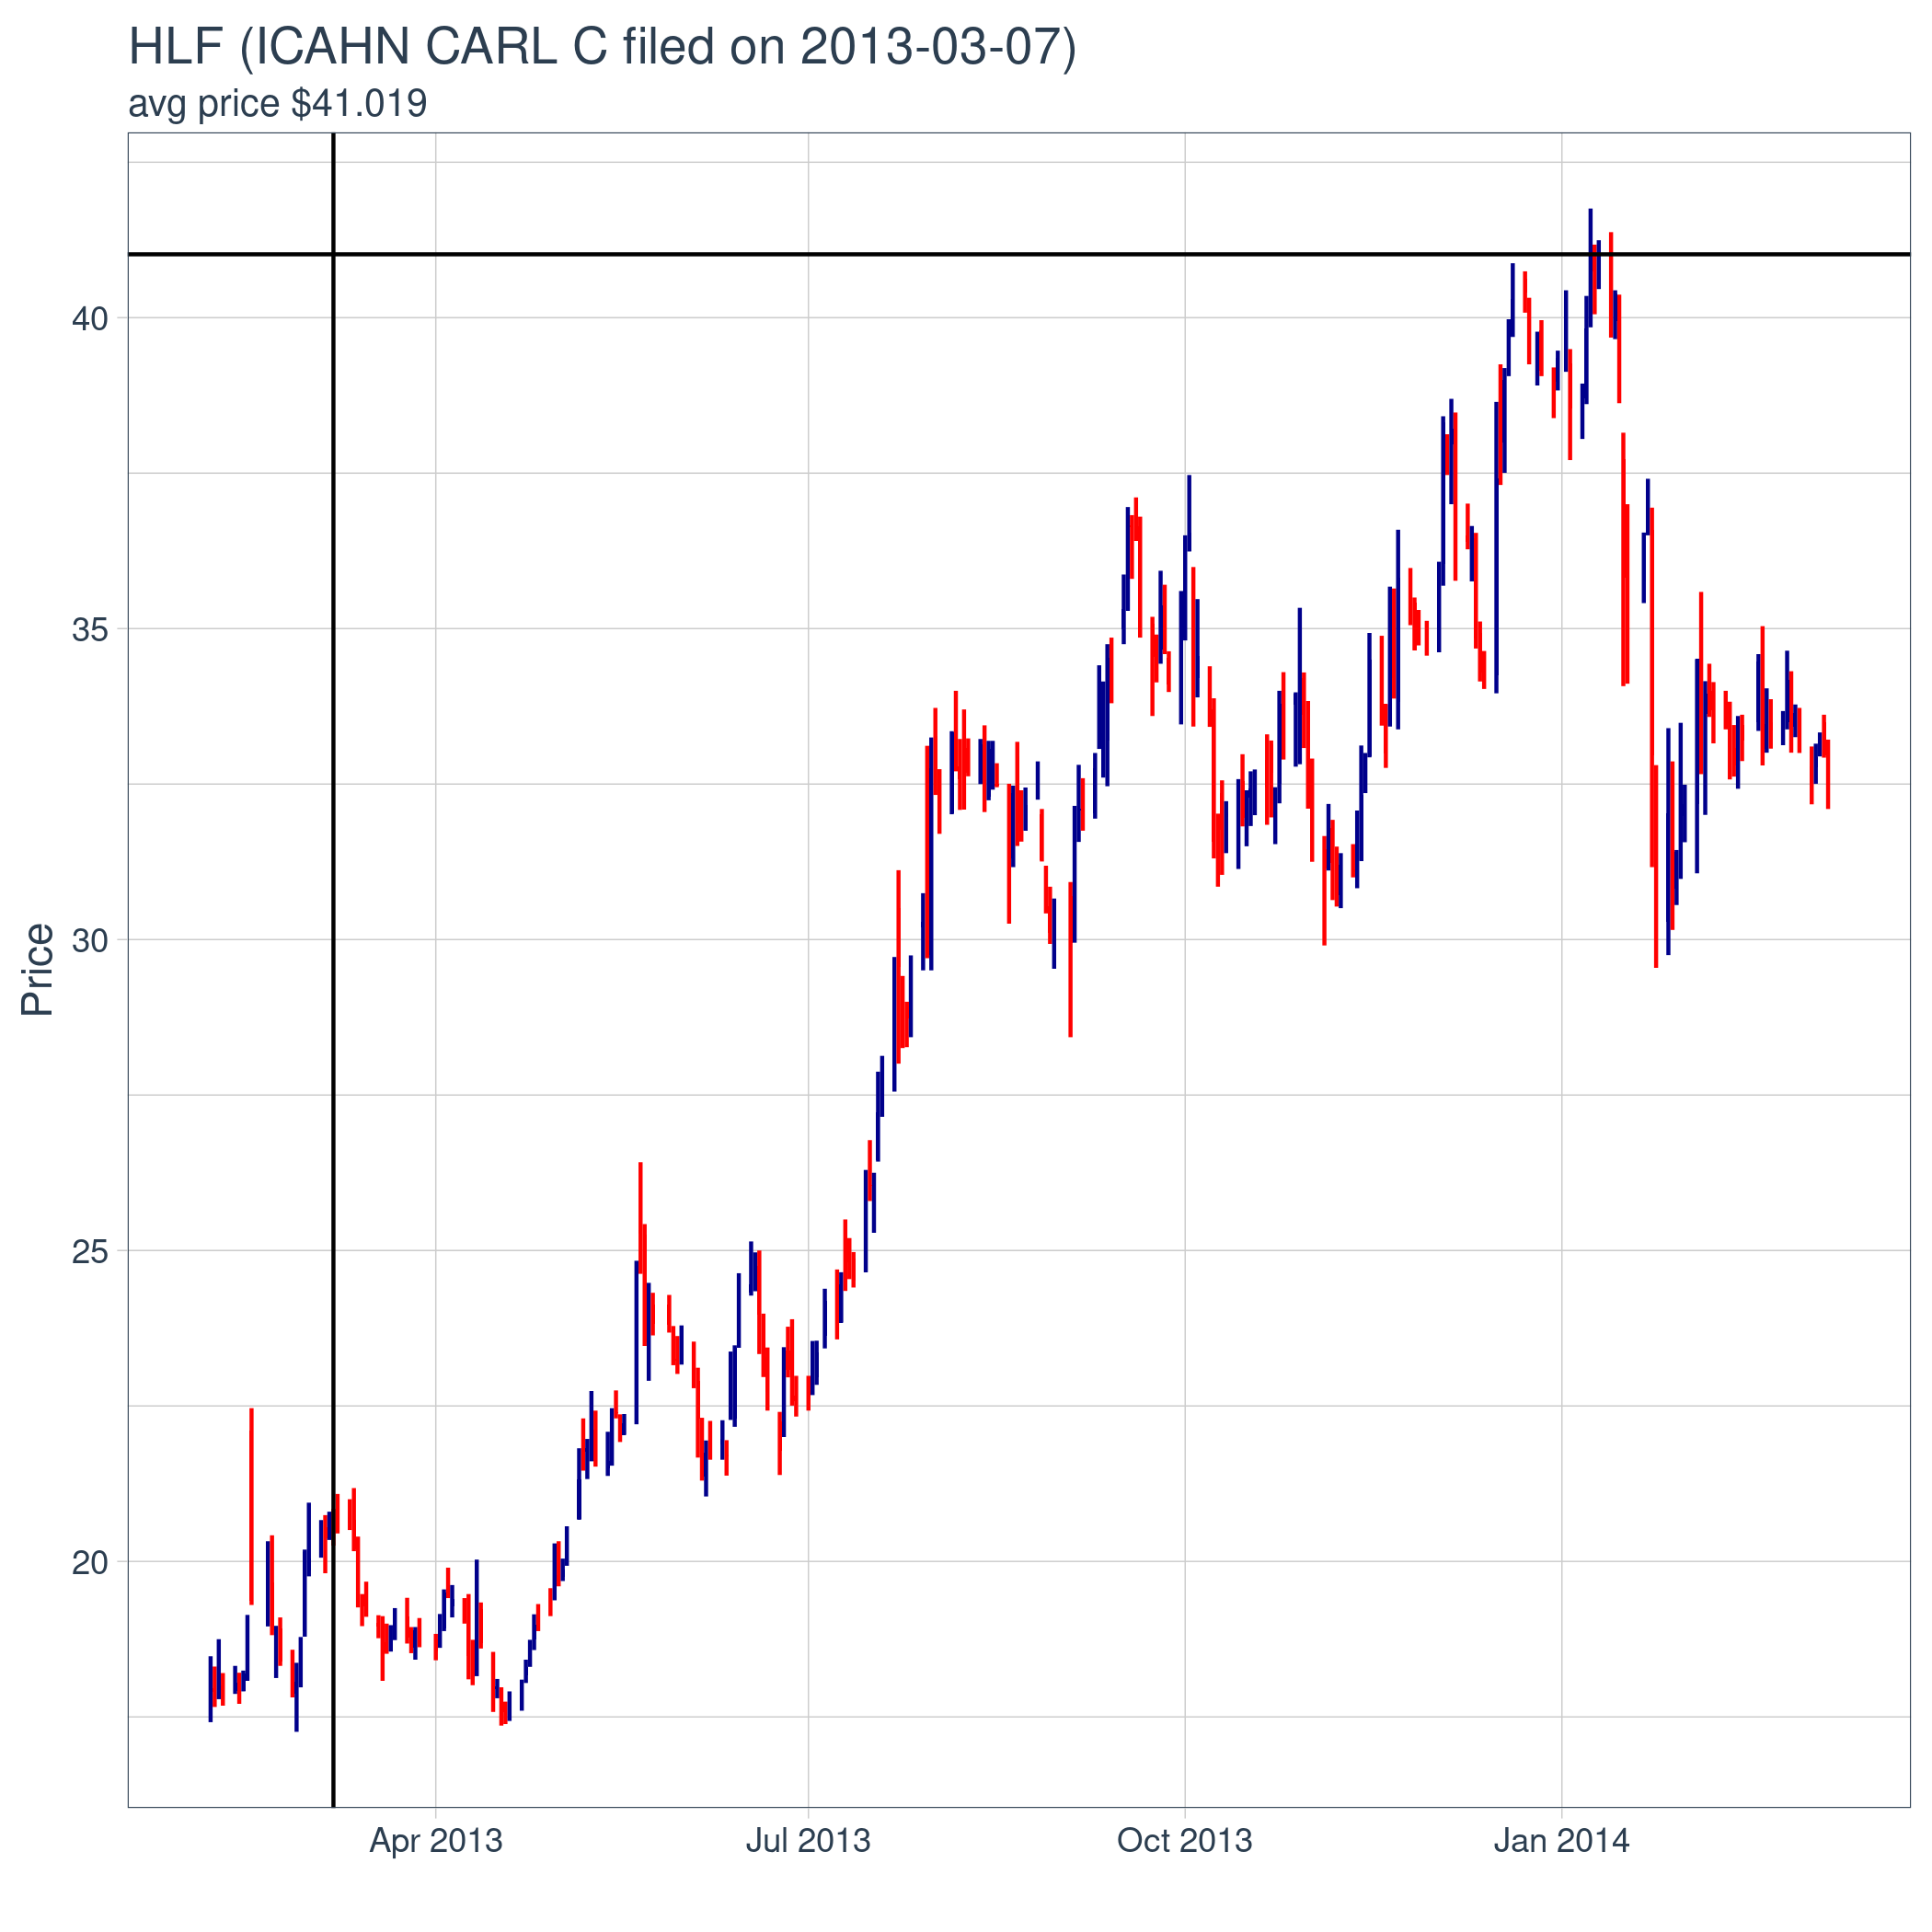 HLF (ICAHN CARL C filed on 2013-03-07)
avg price $41.019
Price
40
35
30
25
20
Apr 2013
Jul 2013
Oct 2013
Jan 2014